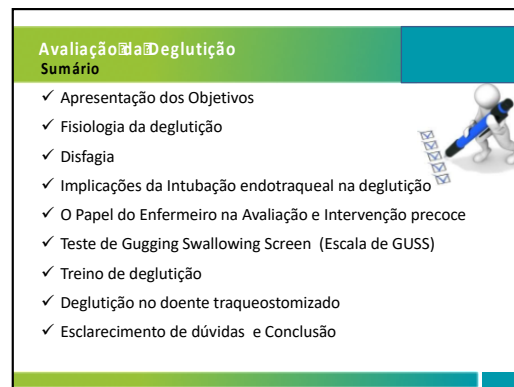 Avaliação da Deglutição
Sumário
✓ Apresentação dos Objetivos
✓ Fisiologia da deglutição
✓ Disfagia
✓ Implicações da Intubação endotraqueal na deglutição
✓ O Papel do Enfermeiro na Avaliação e Intervenção precoce
✓ Teste de Gugging Swallowing Screen (Escala de GUSS)
✓ Treino de deglutição
✓ Deglutição no doente traqueostomizado
✓ Esclarecimento de dúvidas e Conclusão